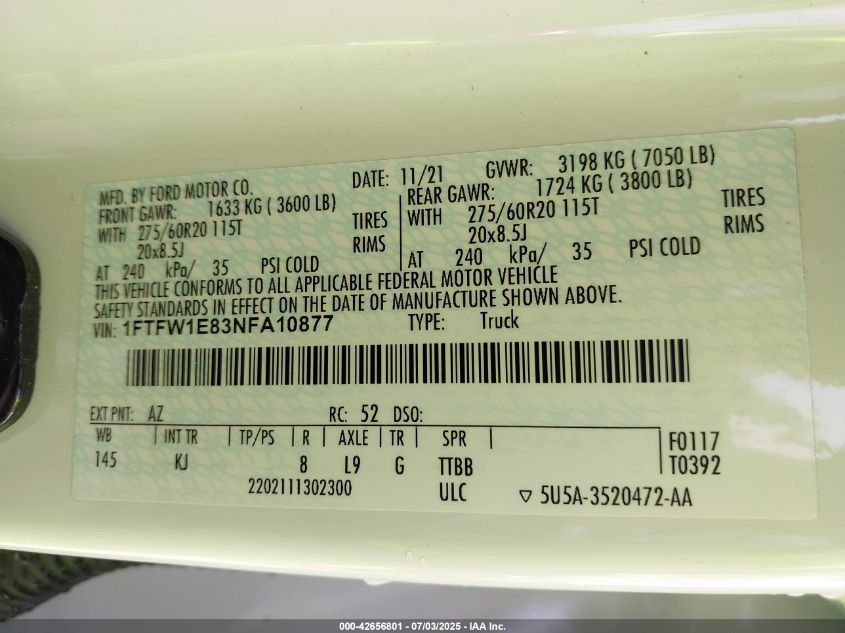 MFD. BY FORD MOTOR CO. DATE: 11/21 GVWR: 3198 KG ( 7050 LB)
FRONT GAWR: 1633 KG ( 3600 LB) REAR GAWR: 1724 KG ( 3800 LB)
WITH 275/60R20 115T TIRES WITH 275/60R20 115T TIRES
20x8.5J RIMS 20x8.5J RIMS
AT 240 kPa/ 35 PSI COLD AT 240 kPa/ 35 PSI COLD
THIS VEHICLE CONFORMS TO ALL APPLICABLE FEDERAL MOTOR VEHICLE
SAFETY STANDARDS IN EFFECT ON THE DATE OF MANUFACTURE SHOWN ABOVE.
VIN: 1FTFW1E83NFA10877 TYPE: Truck
EXT PNT: AZ RC: 52 DSO:
WB INT TR TP/PS R AXLE TR SPR F0117
145 KJ 8 L9 G TTBB T0392
2202111302300 ULC ▽ 5U5A-3520472-AA
000-42656801 - 07/03/2025 - IAA Inc.